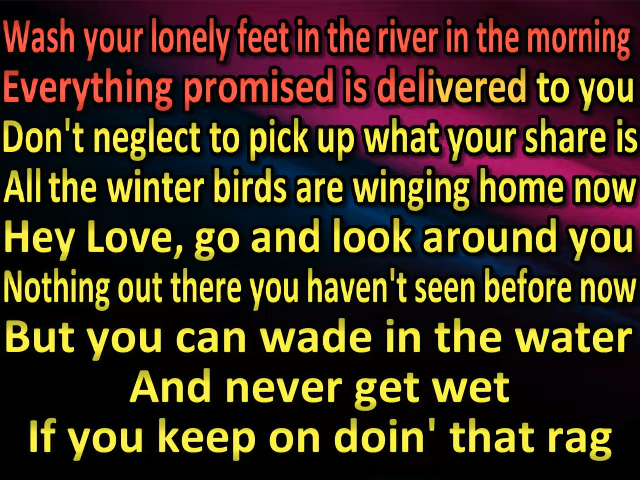 Wash your lonely feet in the river in the morning
Everything promised is delivered to you
Don't neglect to pick up what your share is
All the winter birds are winging home now
Hey Love, go and look around you
Nothing out there you haven't seen before now
But you can wade in the water
And never get wet
If you keep on doin' that rag